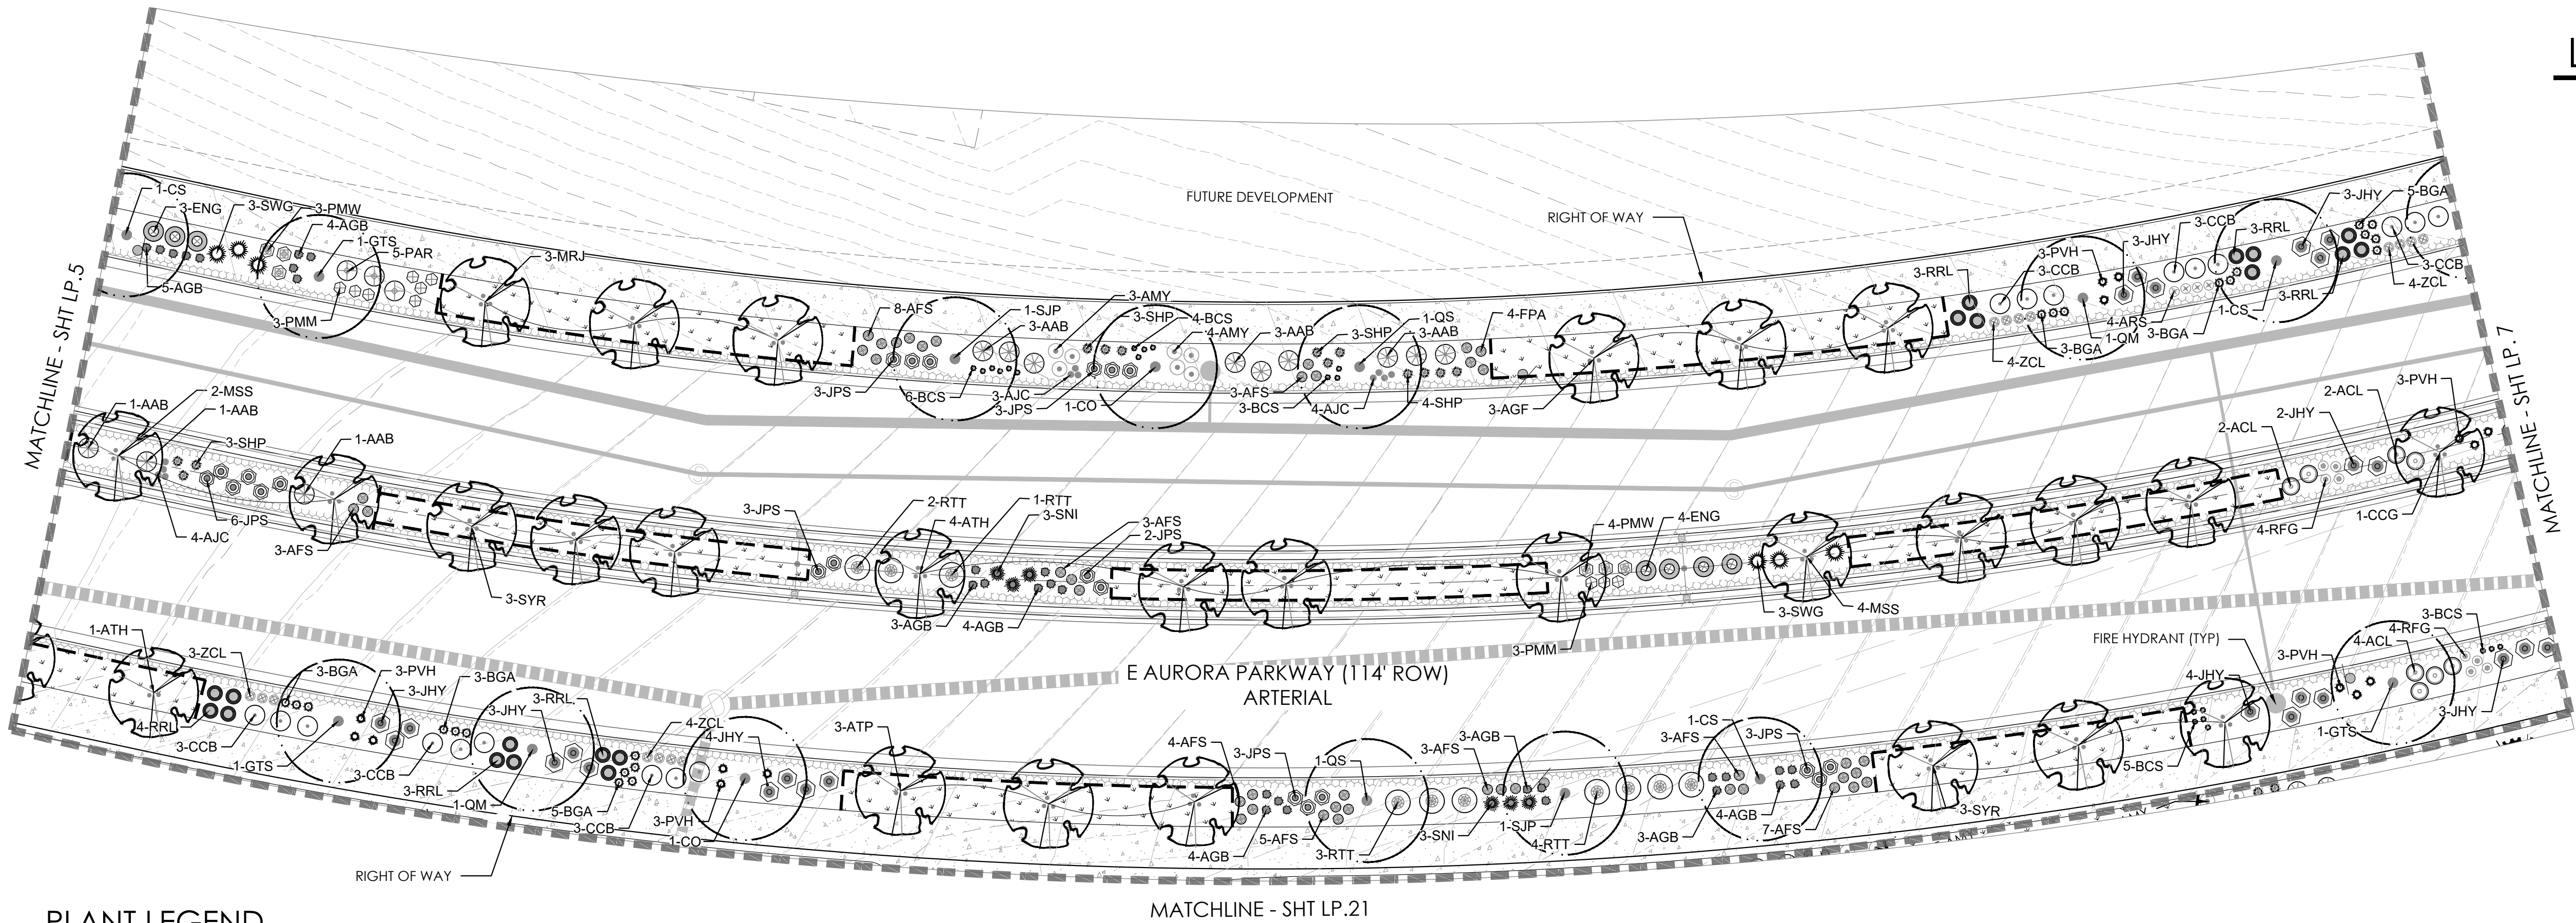 L
FUTURE DEVELOPMENT
RIGHT OF WAY
MATCHLINE - SHT LP.5
MATCHLINE - SHT LP. 7
1-CS
3-ENG
3-SWG
3-PMW
4-AGB
1-GTS
5-PAR
3-MRJ
5-AGB
3-PMM
8-AFS
1-SJP
3-AAB
3-AMY
3-SHP
4-BCS
4-AMY
3-AAB
3-SHP
1-QS
3-AAB
4-FPA
3-JPS
6-BCS
3-AJC
3-JPS
1-CO
3-AFS
3-BCS
4-AJC
4-SHP
3-AGF
3-RRL
3-CCB
3-PVH
3-JHY
3-CCB
3-RRL
3-JHY
5-BGA
4-ZCL
3-BGA
1-QM
4-ARS
3-BGA
1-CS
3-RRL
3-CCB
4-ZCL
1-AAB
2-MSS
1-AAB
3-SHP
1-AAB
4-AJC
6-JPS
3-AFS
3-SYR
3-JPS
2-RTT
4-ATH
1-RTT
3-SNI
3-AFS
2-JPS
3-AGB
4-AGB
4-PMW
4-ENG
3-PMM
3-SWG
4-MSS
2-ACL
2-JHY
2-ACL
3-PVH
4-RFG
1-CCG
E AURORA PARKWAY (114' ROW)
ARTERIAL
FIRE HYDRANT (TYP)
1-ATH
3-ZCL
3-BGA
3-PVH
3-JHY
3-BGA
3-JHY
3-RRL
4-ZCL
4-JHY
4-RRL
3-CCB
1-GTS
3-CCB
3-RRL
1-QM
5-BGA
3-CCB
3-PVH
1-CO
3-ATP
4-AFS
3-JPS
1-QS
3-AFS
3-AGB
1-CS
3-AFS
3-JPS
4-AGB
5-AFS
3-RTT
3-SNI
1-SJP
4-RTT
3-AGB
4-AGB
7-AFS
3-SYR
5-BCS
4-JHY
3-PVH
1-GTS
4-ACL
4-RFG
3-BCS
3-JHY
RIGHT OF WAY
MATCHLINE - SHT LP.21
PLANT LEGEND